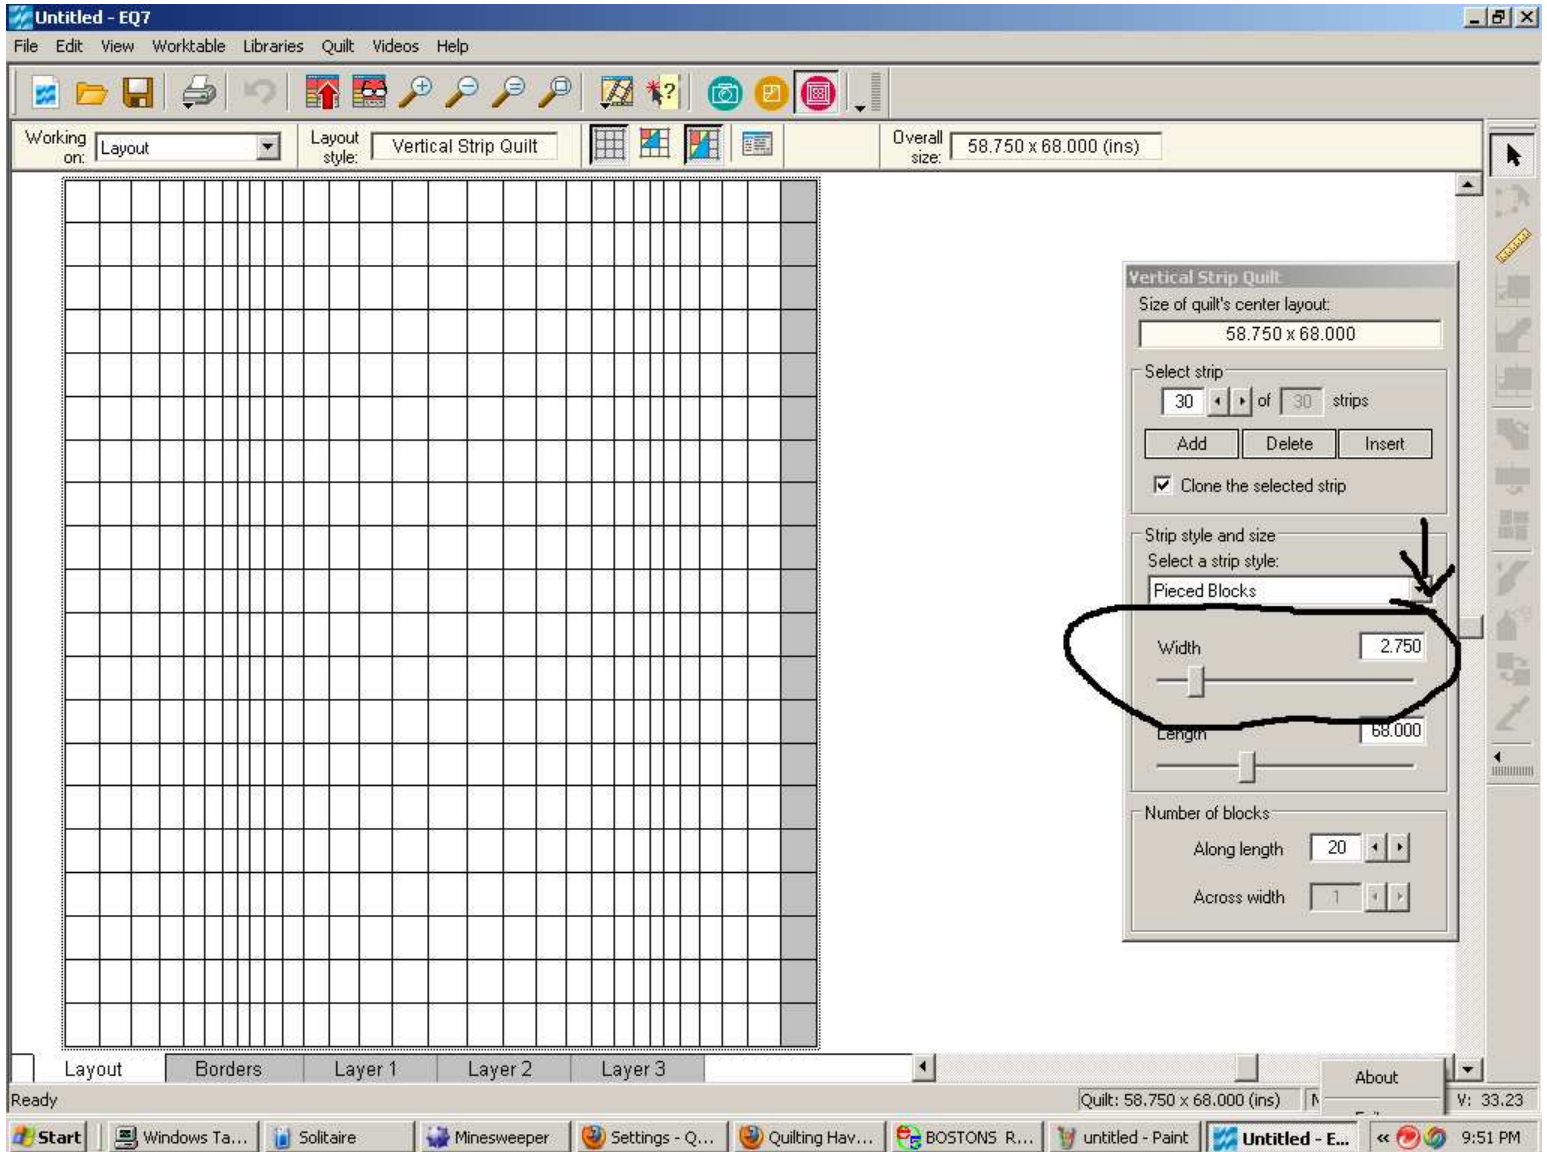 Untitled - EQ7
File Edit View Worktable Libraries Quilt Videos Help
Working on: Layout Layout style: Vertical Strip Quilt Overall size: 58.750 x 68.000 (ins)
Vertical Strip Quilt
Size of quilt's center layout:
58.750 x 68.000
Select strip
30 of 30 strips
Add Delete Insert
Clone the selected strip
Strip style and size
Select a strip style:
Pieced Blocks
Width 2.750
Length 68.000
Number of blocks
Along length 20
Across width 1
Layout Borders Layer 1 Layer 2 Layer 3
About
Ready Quilt: 58.750 x 68.000 (ins) V: 33.23
Start Windows Ta... Solitaire Minesweeper Settings - Q... Quilting Hav... BOSTONS R... untitled - Paint Untitled - E... « 9:51 PM